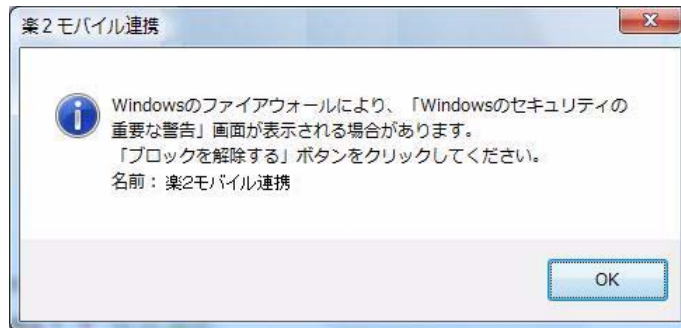 楽2モバイル連携
Windowsのファイアウォールにより、「Windowsのセキュリティの
重要な警告」画面が表示される場合があります。
「ブロックを解除する」ボタンをクリックしてください。
名前：楽2モバイル連携
OK